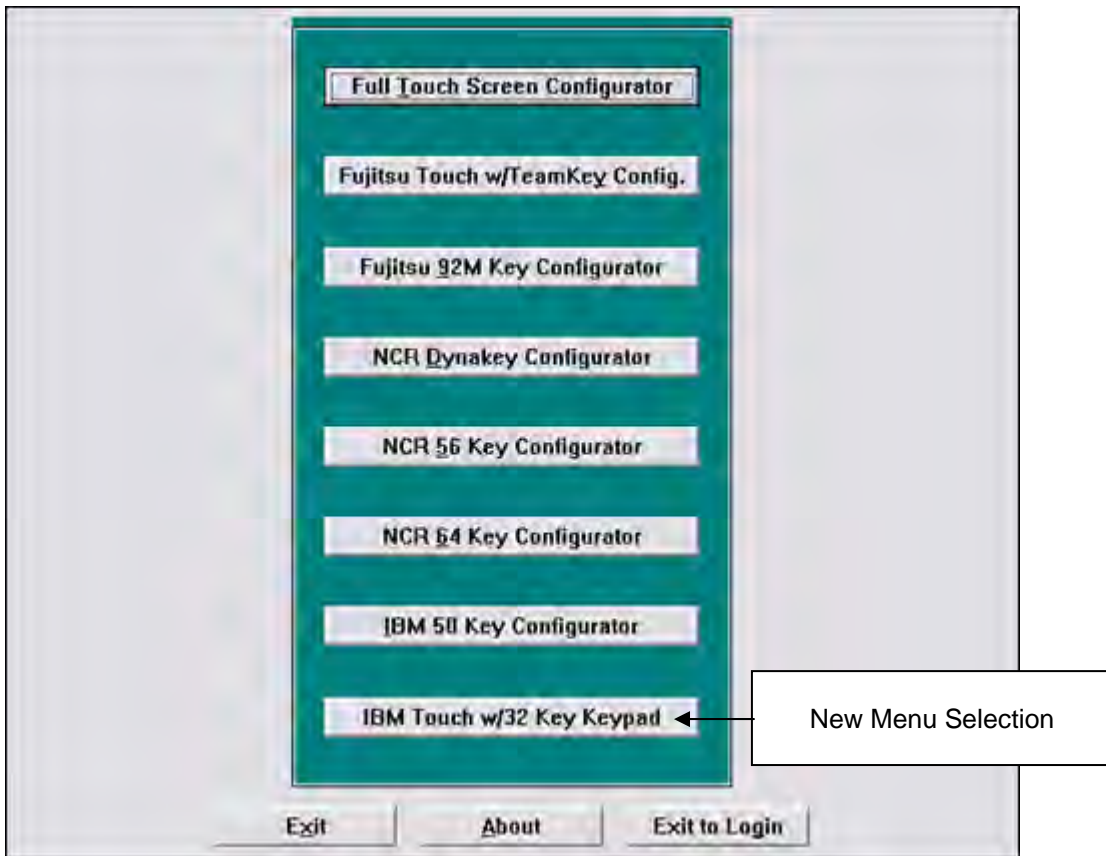 Full Touch Screen Configurator
Fujitsu Touch w/TeamKey Config.
Fujitsu 92M Key Configurator
NCR Dynakey Configurator
NCR 56 Key Configurator
NCR 64 Key Configurator
IBM 50 Key Configurator
IBM Touch w/32 Key Keypad
New Menu Selection
Exit
About
Exit to Login